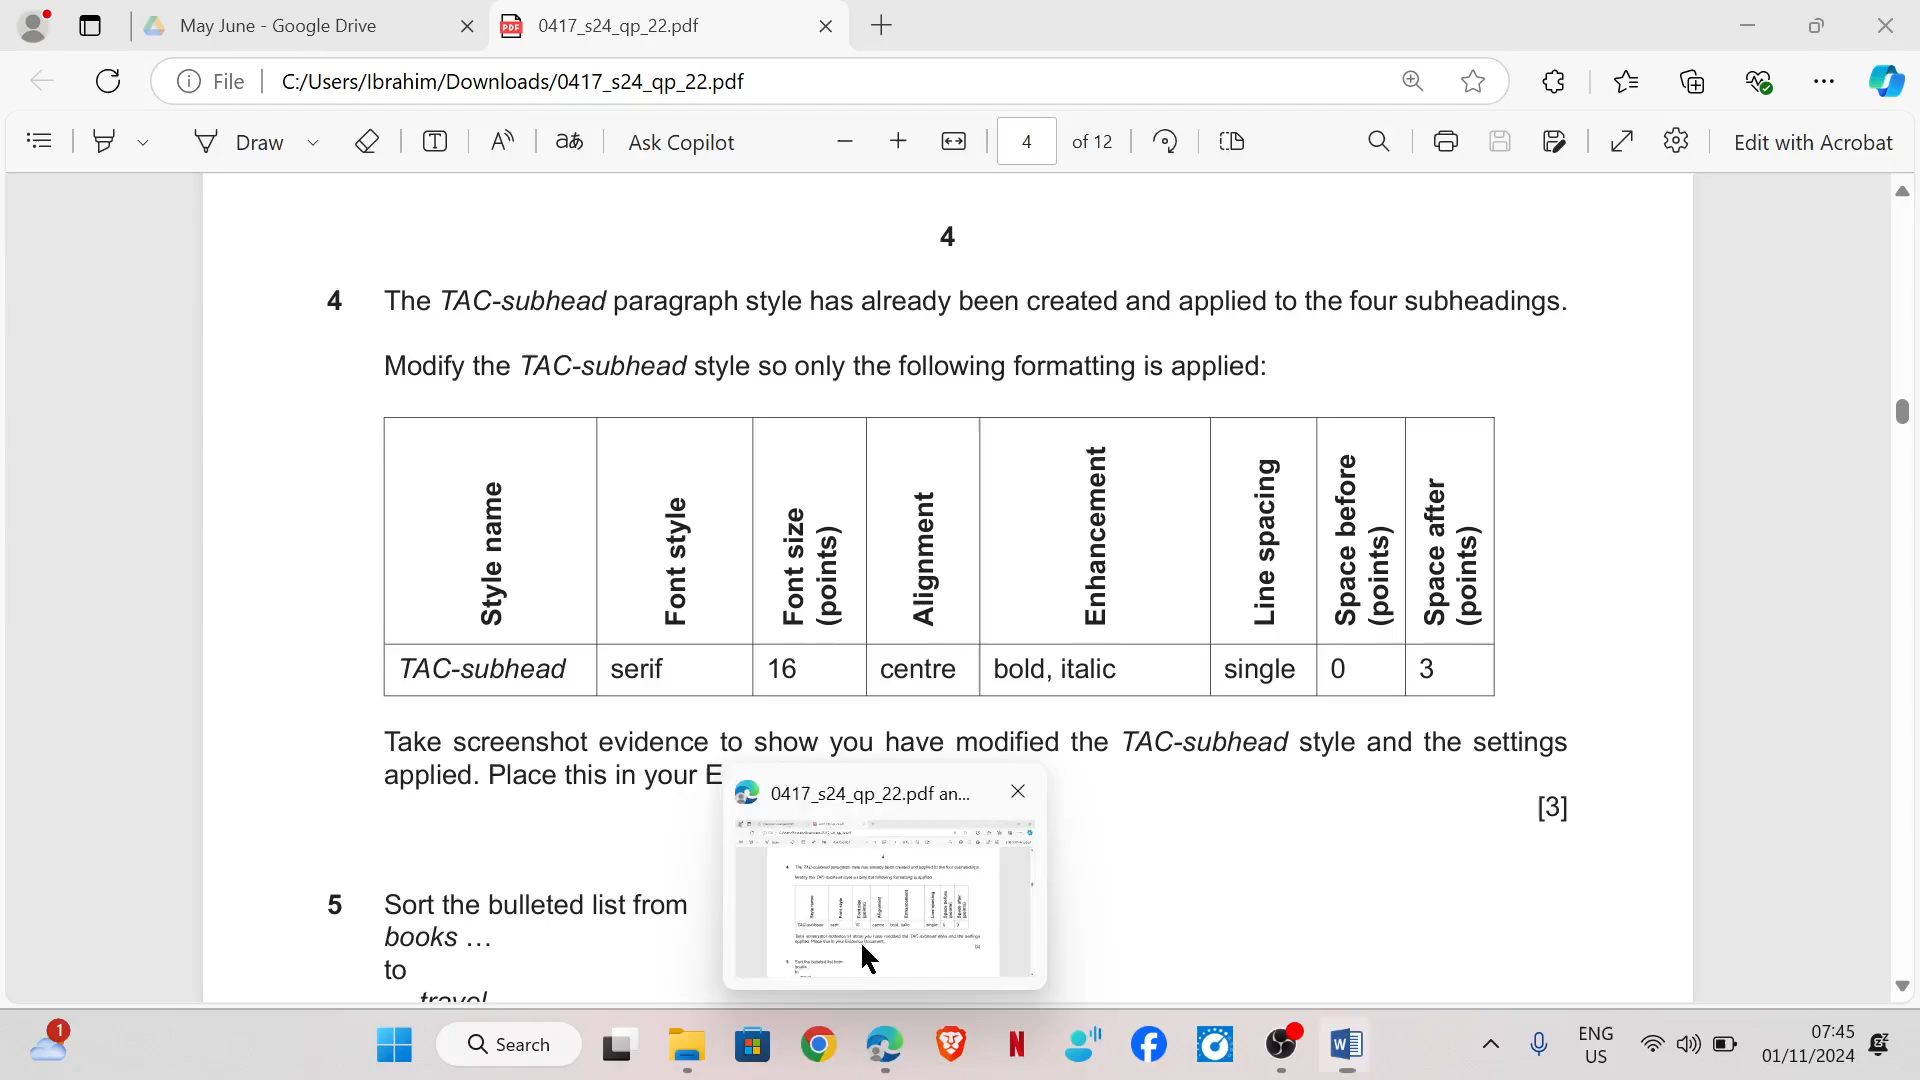 May June - Google Drive
0417_s24_qp_22.pdf
File
C:/Users/Ibrahim/Downloads/0417_s24_qp_22.pdf
Draw
aあ
Ask Copilot
4
of 12
Edit with Acrobat
4
4 The TAC-subhead paragraph style has already been created and applied to the four subheadings.
Modify the TAC-subhead style so only the following formatting is applied:
Style name
Font style
Font size (points)
Alignment
Enhancement
Line spacing
Space before (points)
Space after (points)
TAC-subhead serif 16 centre bold, italic single 0 3
Take screenshot evidence to show you have modified the TAC-subhead style and the settings
applied. Place this in your E
[3]
0417_s24_qp_22.pdf an...
5 Sort the bulleted list from
books …
to
travel
1
Search
ENG
US
07:45
01/11/2024